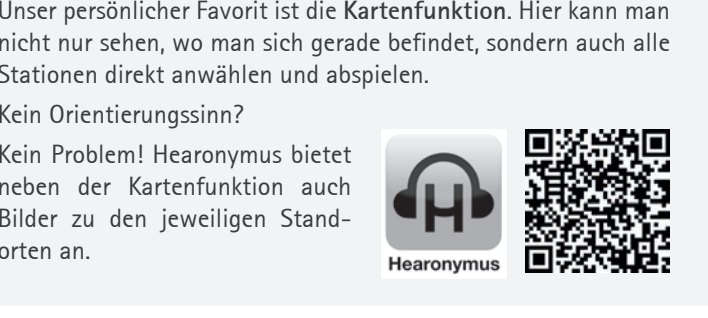 Unser persönlicher Favorit ist die Kartenfunktion. Hier kann man
nicht nur sehen, wo man sich gerade befindet, sondern auch alle
Stationen direkt anwählen und abspielen.
Kein Orientierungssinn?
Kein Problem! Hearonymus bietet
neben der Kartenfunktion auch
Bilder zu den jeweiligen Stand-
orten an.
H
Hearonymus